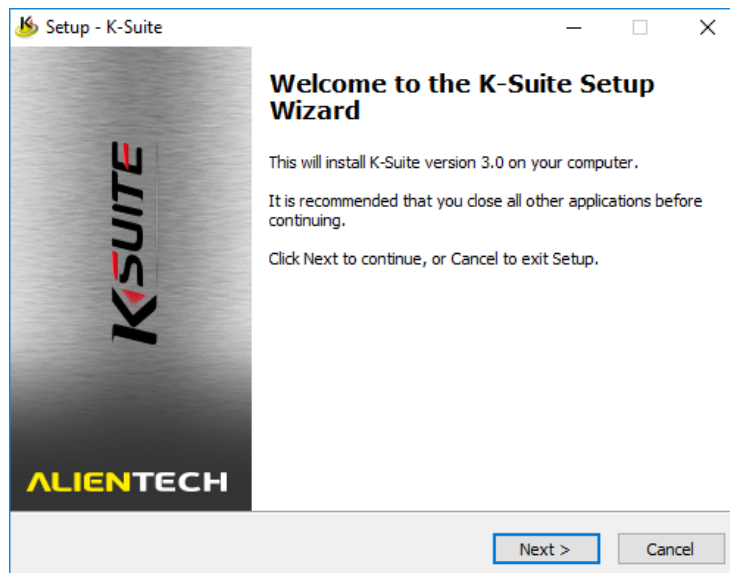 Setup - K-Suite
Welcome to the K-Suite Setup
Wizard
This will install K-Suite version 3.0 on your computer.
It is recommended that you close all other applications before
continuing.
Click Next to continue, or Cancel to exit Setup.
KSUITE
ALIENTECH
Next >
Cancel